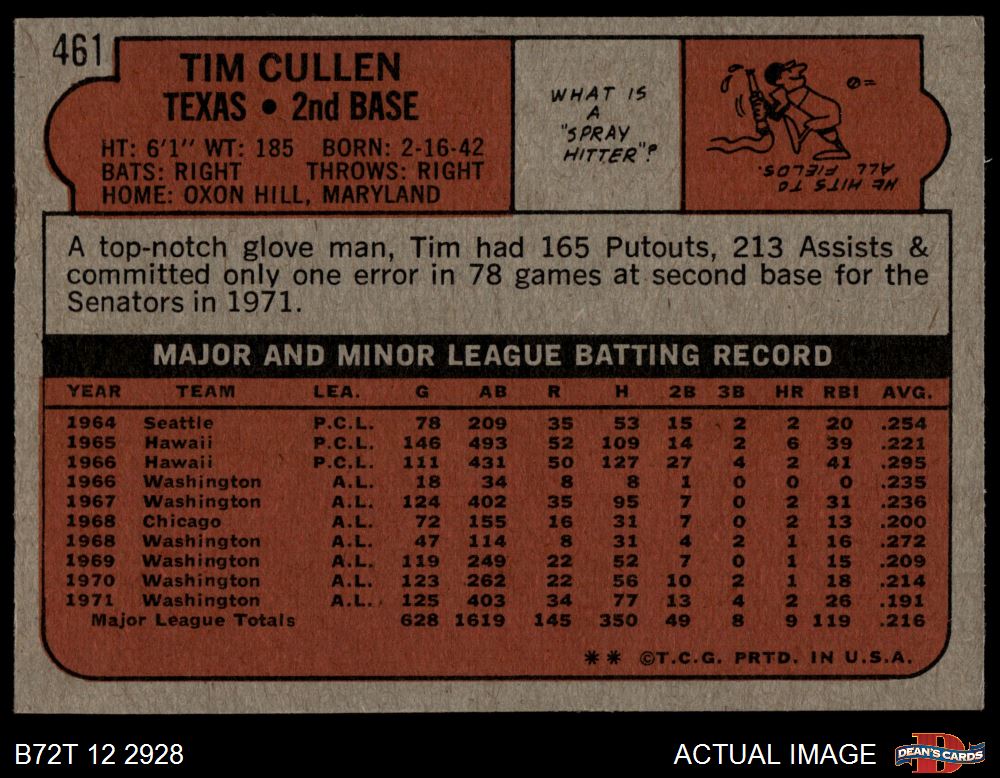 461
TIM CULLEN
TEXAS • 2nd BASE
HT: 6'1" WT: 185 BORN: 2-16-42
BATS: RIGHT THROWS: RIGHT
HOME: OXON HILL, MARYLAND
WHAT IS
A
"SPRAY
HITTER"?
HE HITS TO
ALL FIELDS.
A top-notch glove man, Tim had 165 Putouts, 213 Assists &
committed only one error in 78 games at second base for the
Senators in 1971.
MAJOR AND MINOR LEAGUE BATTING RECORD
YEAR TEAM LEA. G AB R H 2B 3B HR RBI AVG.
1964 Seattle P.C.L. 78 209 35 53 15 2 2 20 .254
1965 Hawaii P.C.L. 146 493 52 109 14 2 6 39 .221
1966 Hawaii P.C.L. 111 431 50 127 27 4 2 41 .295
1966 Washington A.L. 18 34 8 8 1 0 0 0 .235
1967 Washington A.L. 124 402 35 95 7 0 2 31 .236
1968 Chicago A.L. 72 155 16 31 7 0 2 13 .200
1968 Washington A.L. 47 114 8 31 4 2 1 16 .272
1969 Washington A.L. 119 249 22 52 7 0 1 15 .209
1970 Washington A.L. 123 262 22 56 10 2 1 18 .214
1971 Washington A.L. 125 403 34 77 13 4 2 26 .191
Major League Totals 628 1619 145 350 49 8 9 119 .216
** ©T.C.G. PRTD. IN U.S.A.
B72T 12 2928
ACTUAL IMAGE
DEAN'S CARDS